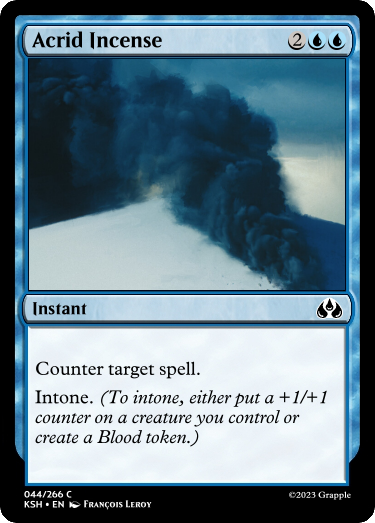 Acrid Incense 2
Instant
Counter target spell.
Intone. (To intone, either put a +1/+1
counter on a creature you control or
create a Blood token.)
044/266 C
KSH • EN François Leroy
©2023 Grapple